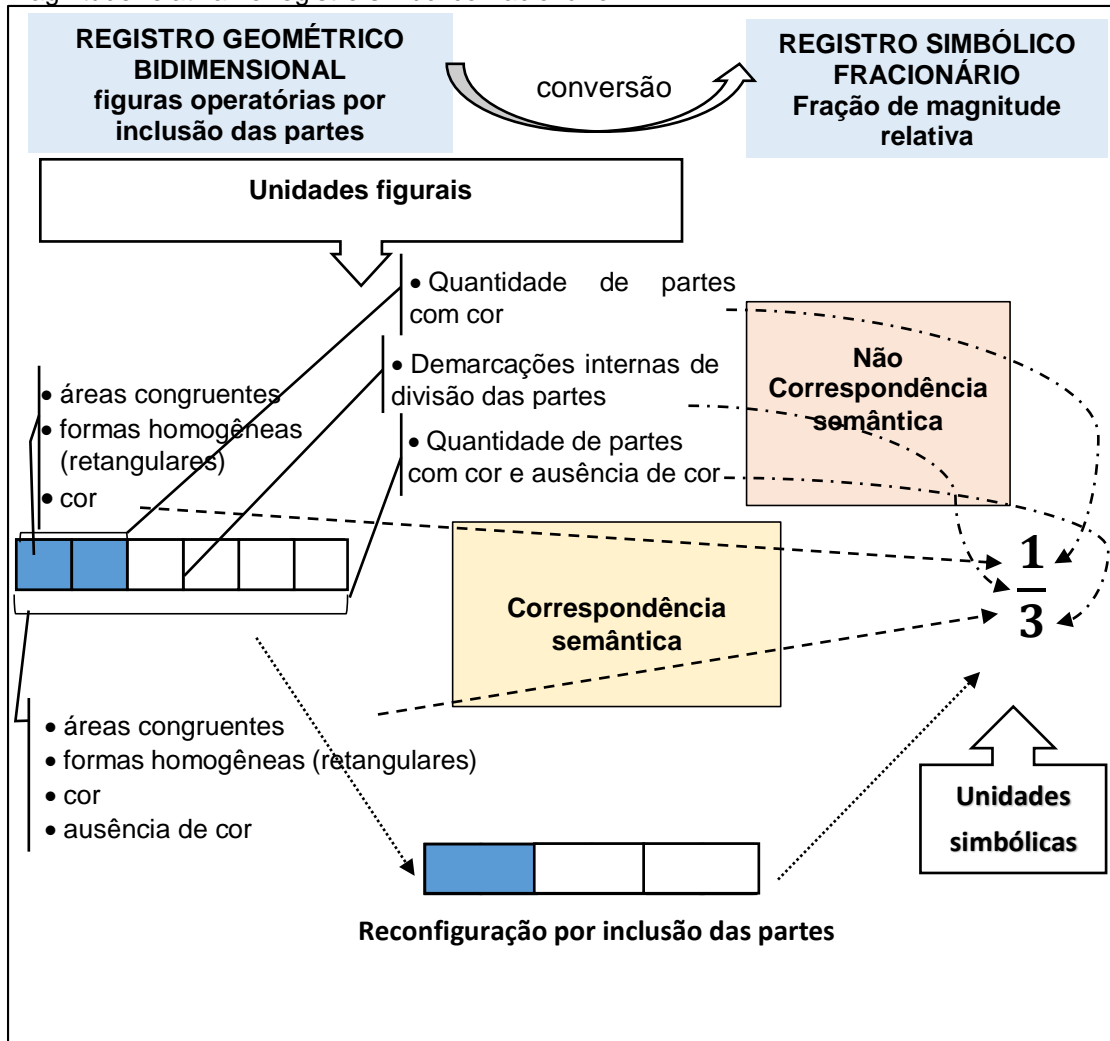 REGISTRO GEOMÉTRICO
BIDIMENSIONAL
figuras operatórias por
inclusão das partes
conversão
REGISTRO SIMBÓLICO
FRACIONÁRIO
Fração de magnitude
relativa
Unidades figurais
• Quantidade de partes
com cor
• Demarcações internas de
divisão das partes
• Quantidade de partes
com cor e ausência de cor
Não
Correspondência
semântica
• áreas congruentes
• formas homogêneas
(retangulares)
• cor
Correspondência
semântica
1
3
• áreas congruentes
• formas homogêneas (retangulares)
• cor
• ausência de cor
Unidades
simbólicas
Reconfiguração por inclusão das partes